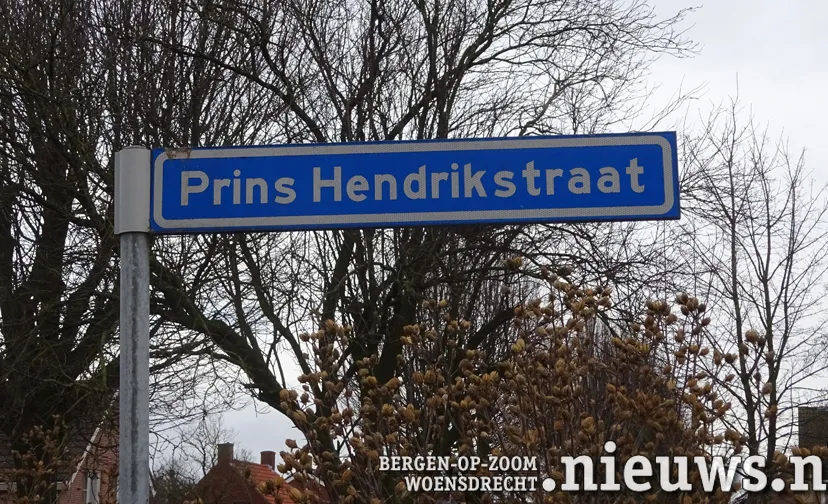 Prins Hendrikstraat
BERGEN-OP-ZOOM
WOENSDRECHT
.nieuws.n